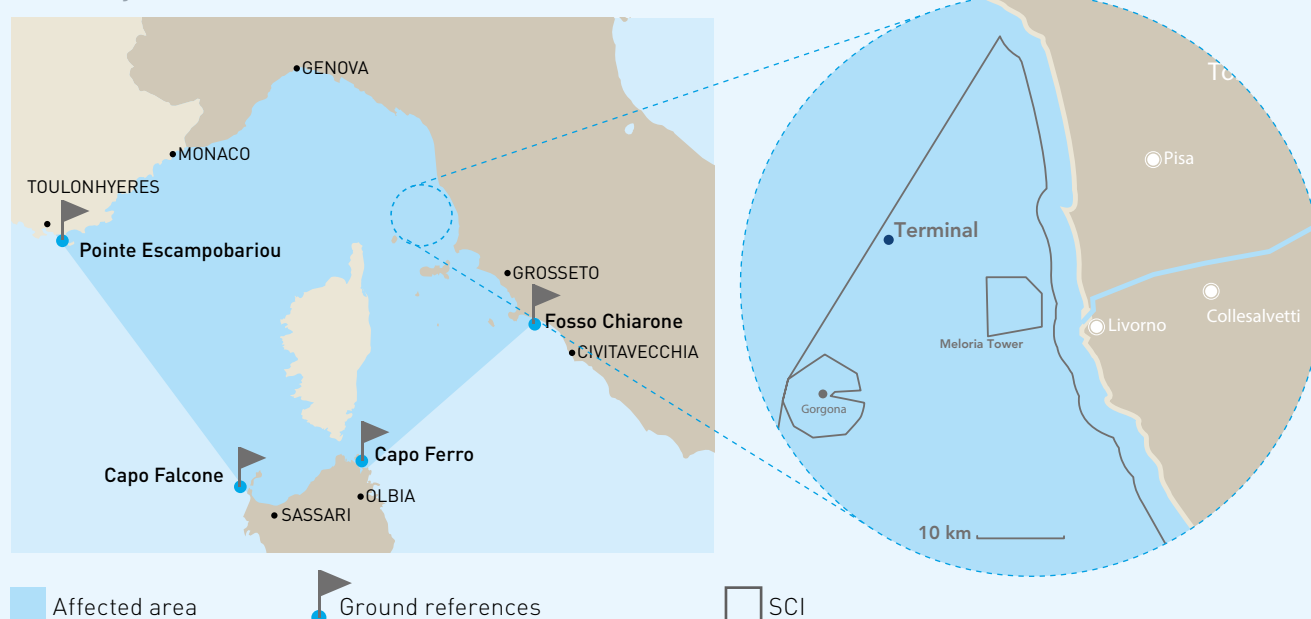 GENOVA
MONACO
TOULONHYERES
Pointe Escampobariou
GROSSETO
Fosso Chiarone
CIVITAVECCHIA
Capo Ferro
Capo Falcone
OLBIA
SASSARI
Pisa
Terminal
Collesalvetti
Livorno
Meloria Tower
Gorgona
10 km
Affected area
Ground references
SCI